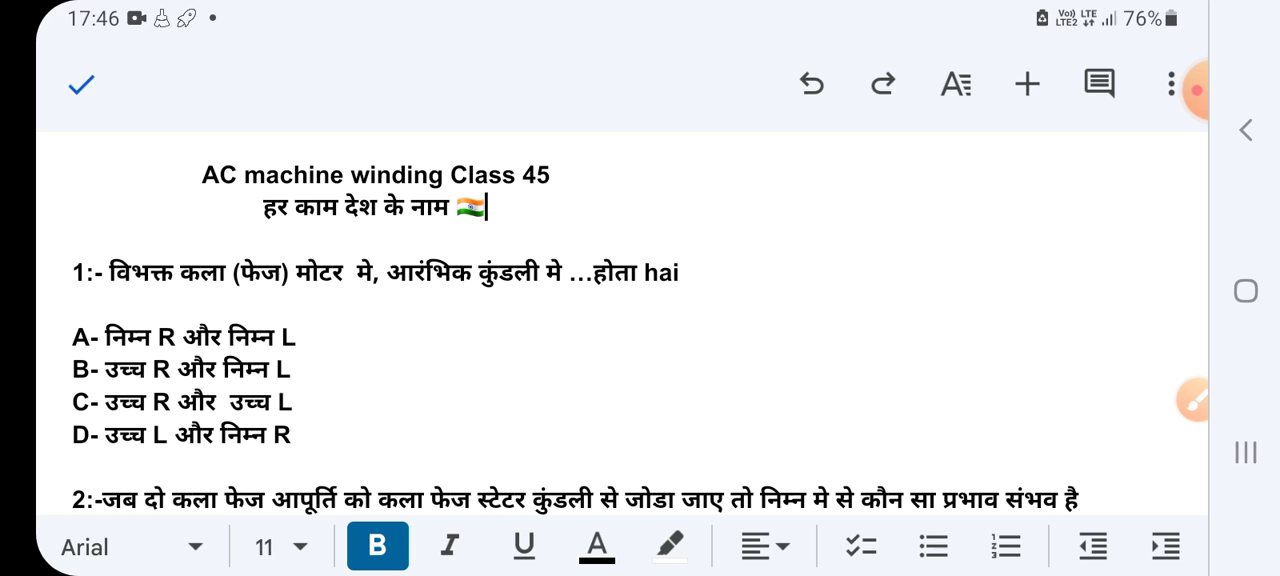 17:46
Vo) LTE
LTE2
76%
AC machine winding Class 45
हर काम देश के नाम 🇮🇳
1:- विभक्त कला (फेज) मोटर मे, आरंभिक कुंडली मे ...होता hai
A- निम्न R और निम्न L
B- उच्च R और निम्न L
C- उच्च R और उच्च L
D- उच्च L और निम्न R
2:-जब दो कला फेज आपूर्ति को कला फेज स्टेटर कुंडली से जोडा जाए तो निम्न मे से कौन सा प्रभाव संभव है
Arial 11 B I U A